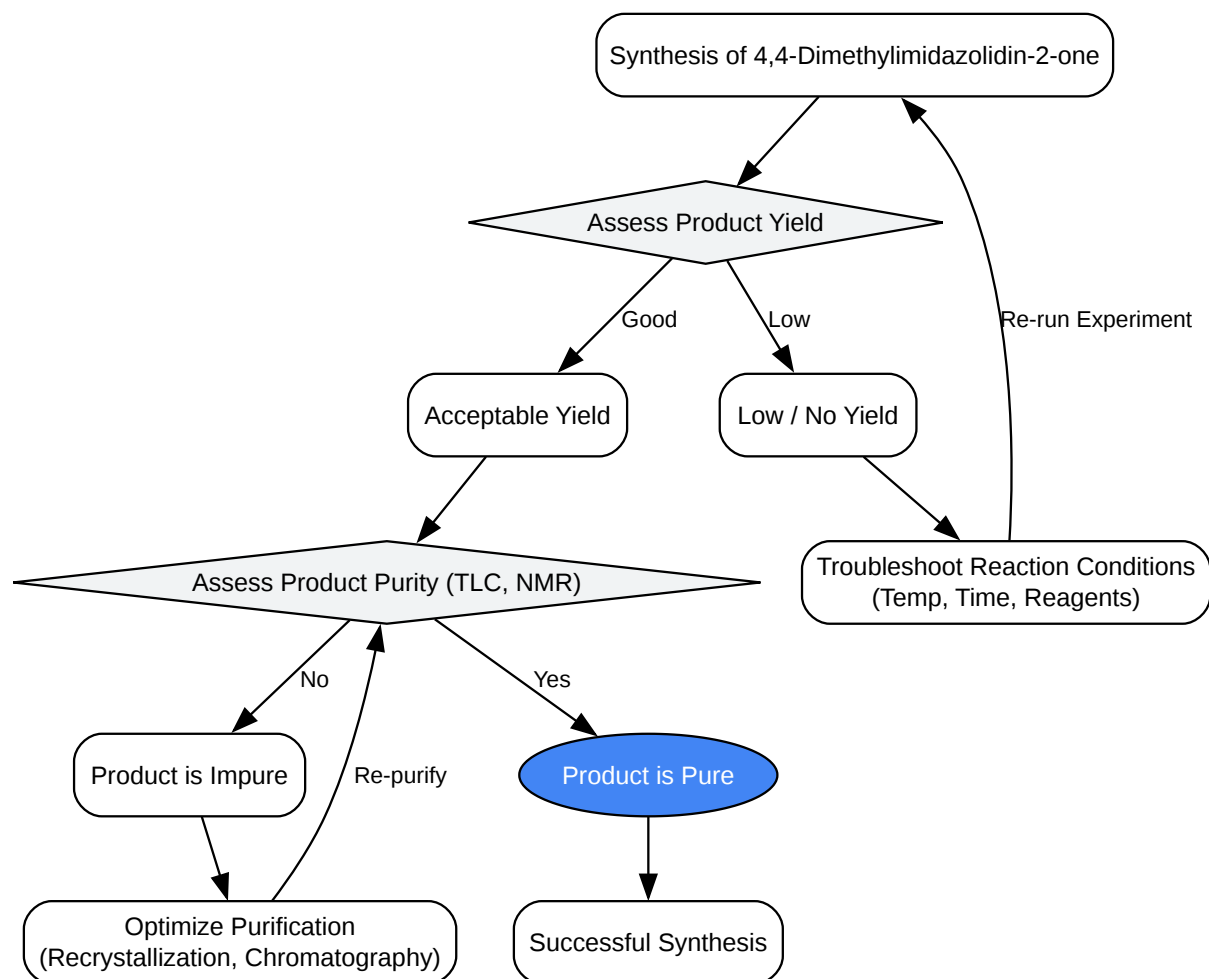 Synthesis of 4,4-Dimethylimidazolidin-2-one
Assess Product Yield
Good
Low
Re-run Experiment
Acceptable Yield
Low / No Yield
Assess Product Purity (TLC, NMR)
Troubleshoot Reaction Conditions
(Temp, Time, Reagents)
No
Yes
Product is Impure
Re-purify
Product is Pure
Optimize Purification
(Recrystallization, Chromatography)
Successful Synthesis